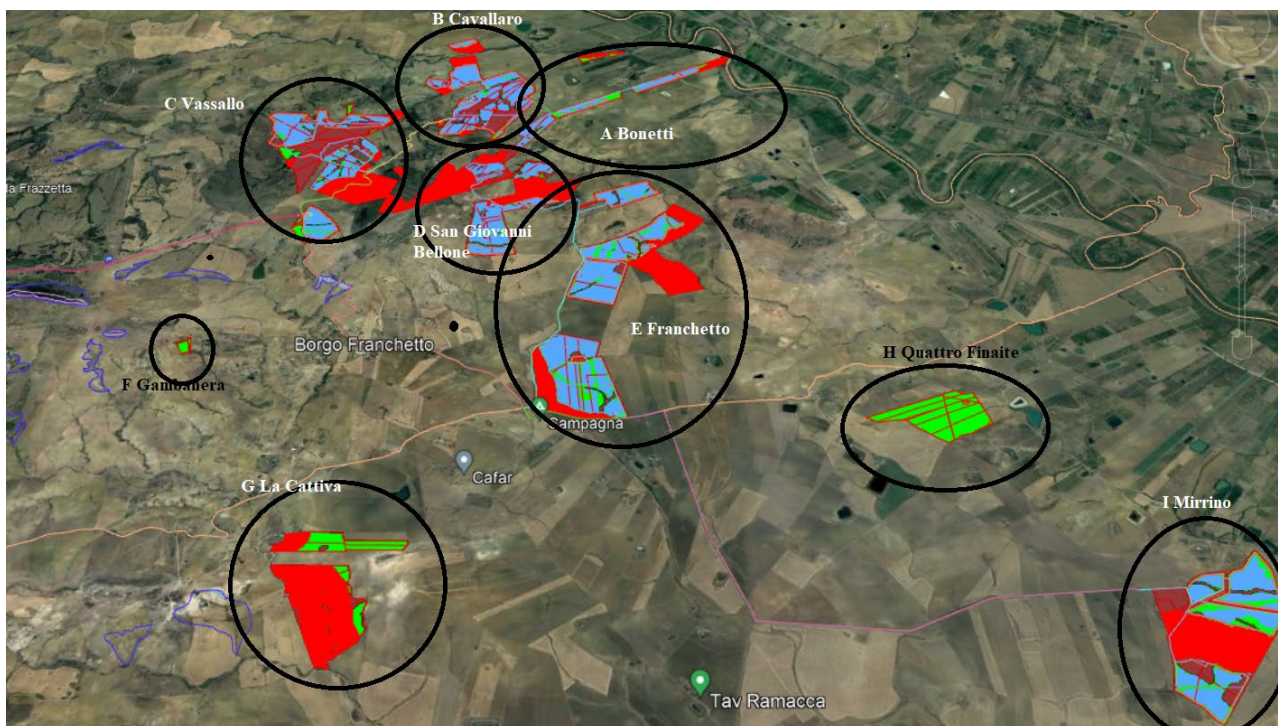 B Cavallaro
C Vassallo
A Bonetti
la Frazzetta
D San Giovanni
Bellone
E Franchetto
Borgo Franchetto
H Quattro Finaite
F Gambanera
Campagna
Cafar
G La Cattiva
I Mirrino
Tav Ramacca